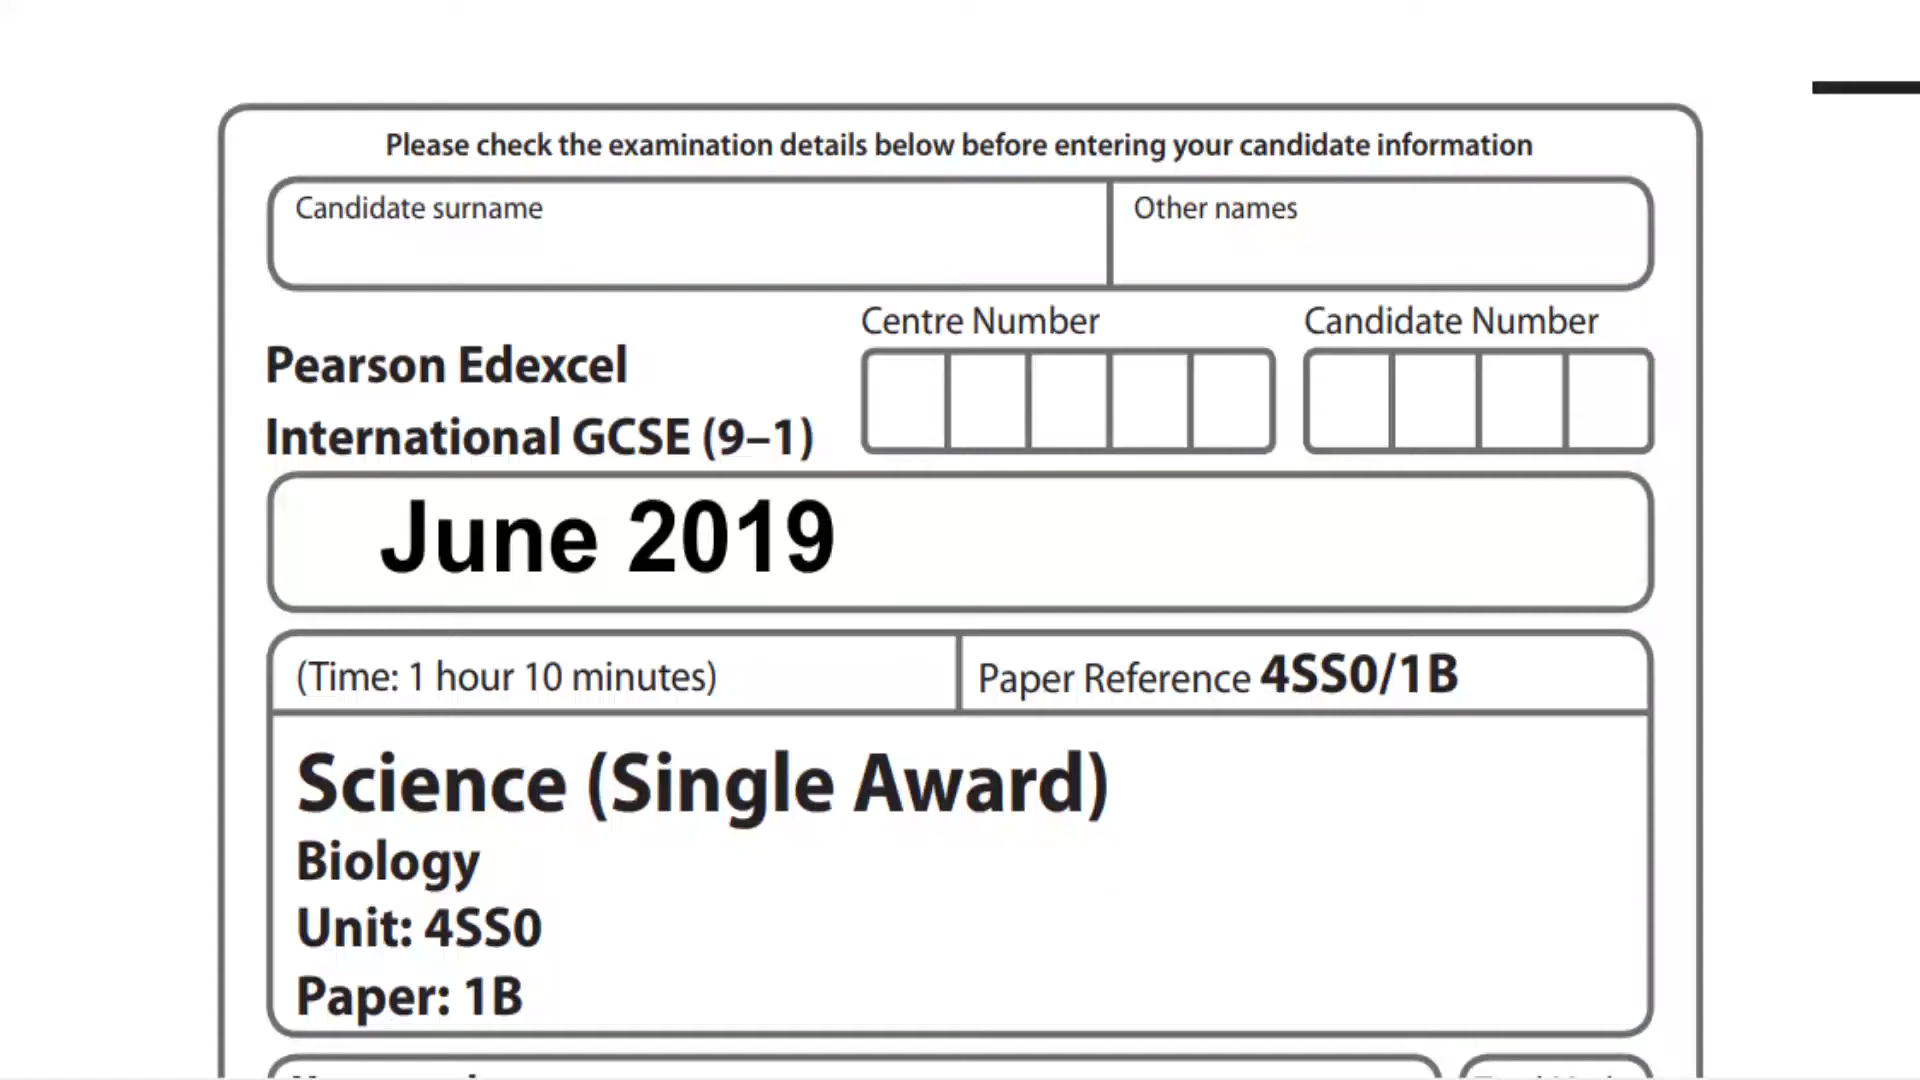 Please check the examination details below before entering your candidate information
Candidate surname
Other names
Centre Number
Candidate Number
Pearson Edexcel
International GCSE (9–1)
June 2019
(Time: 1 hour 10 minutes)
Paper Reference 4SS0/1B
Science (Single Award)
Biology
Unit: 4SS0
Paper: 1B